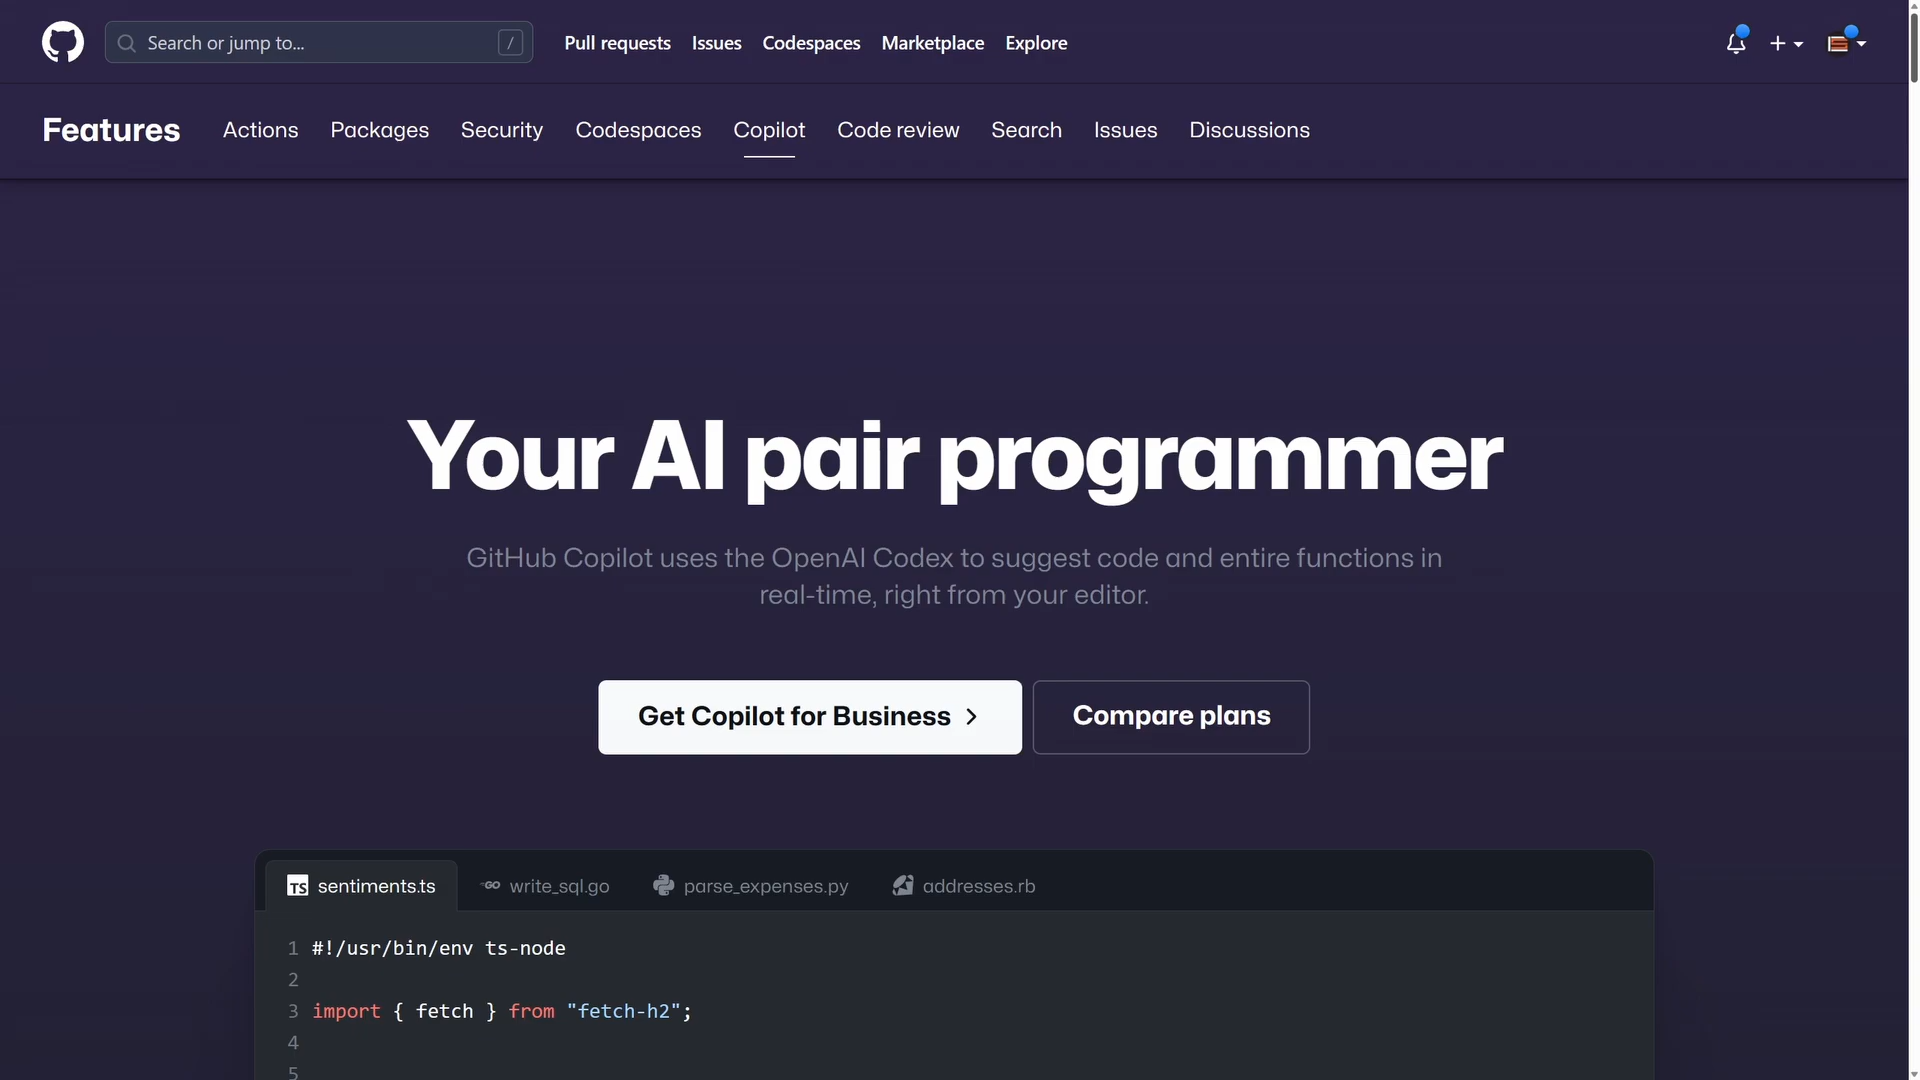 Search or jump to... /
Pull requests Issues Codespaces Marketplace Explore
Features Actions Packages Security Codespaces Copilot Code review Search Issues Discussions
Your AI pair programmer
GitHub Copilot uses the OpenAI Codex to suggest code and entire functions in
real-time, right from your editor.
Get Copilot for Business
Compare plans
TS sentiments.ts GO write_sql.go parse_expenses.py addresses.rb
1 #!/usr/bin/env ts-node
2
3 import { fetch } from "fetch-h2";
4
5